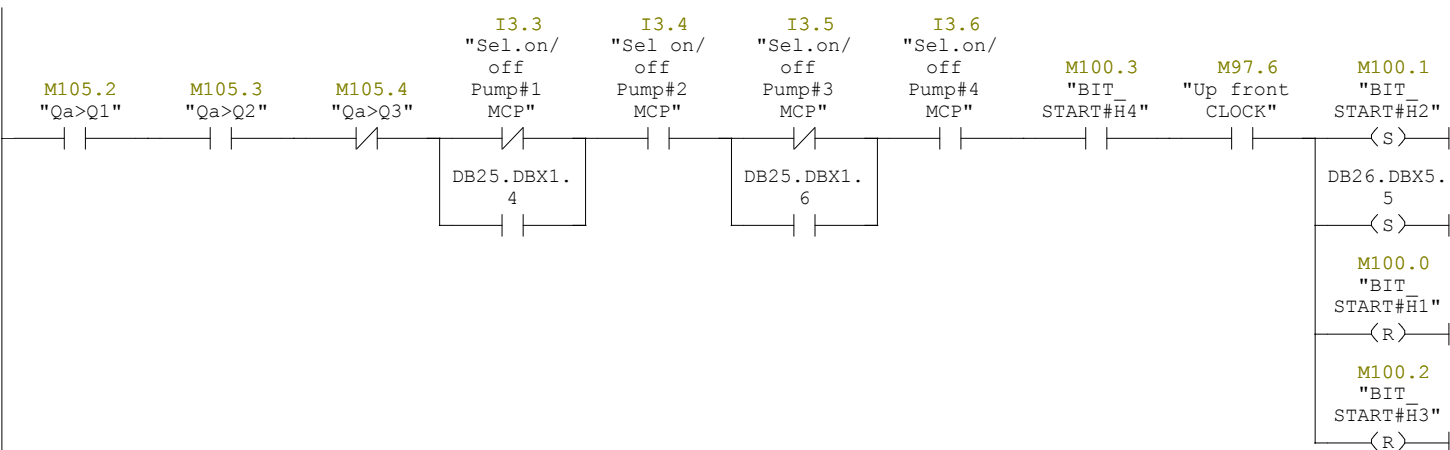 M105.2
"Qa>Q1"
M105.3
"Qa>Q2"
M105.4
"Qa>Q3"
I3.3
"Sel.on/
off
Pump#1
MCP"
DB25.DBX1.
4
I3.4
"Sel on/
off
Pump#2
MCP"
I3.5
"Sel.on/
off
Pump#3
MCP"
DB25.DBX1.
6
I3.6
"Sel.on/
off
Pump#4
MCP"
M100.3
"BIT_
START#H4"
M97.6
"Up front
CLOCK"
M100.1
"BIT_
START#H2"
S
DB26.DBX5.
5
S
M100.0
"BIT_
START#H1"
R
M100.2
"BIT_
START#H3"
R